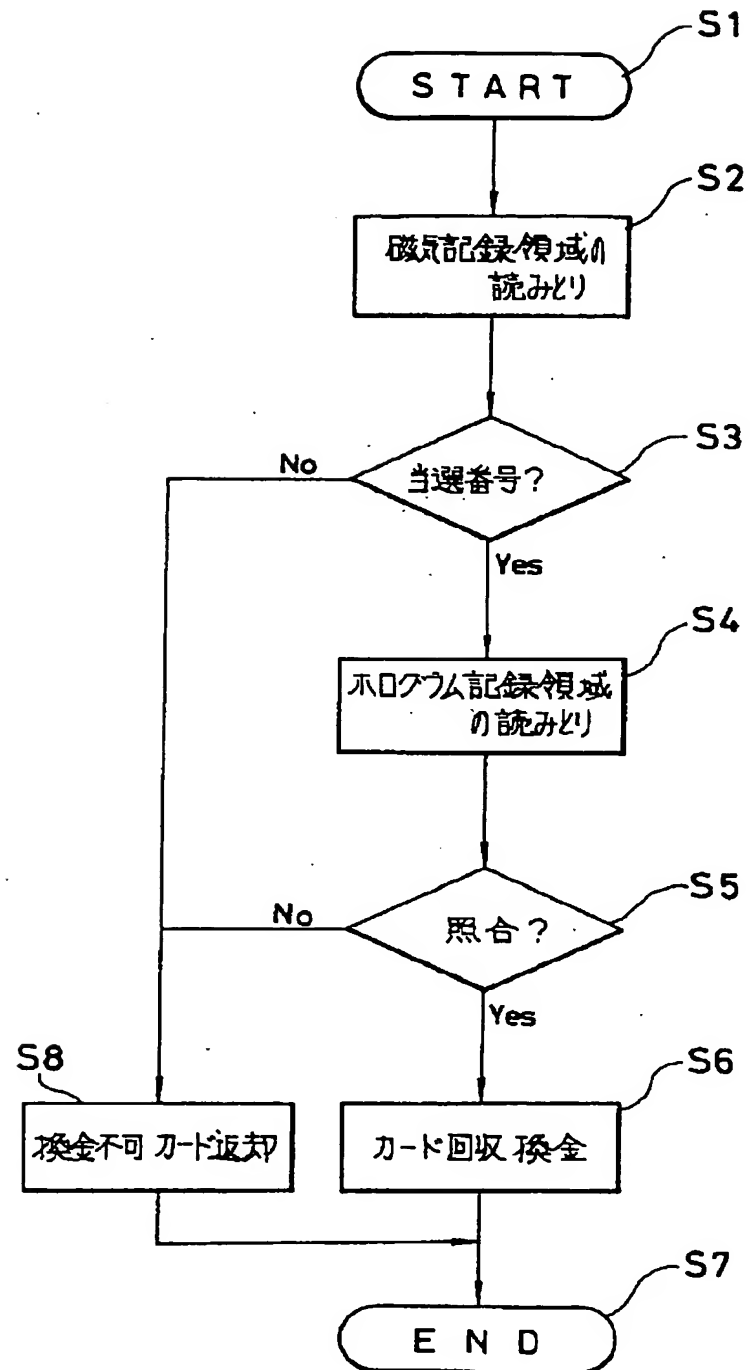 S1
START
S2
磁気記録領域の
読みとり
S3
当選番号?
No
Yes
S4
ホログラム記録領域
の読みとり
S5
照合?
No
Yes
S8
換金不可カード返却
S6
カード回収換金
S7
END